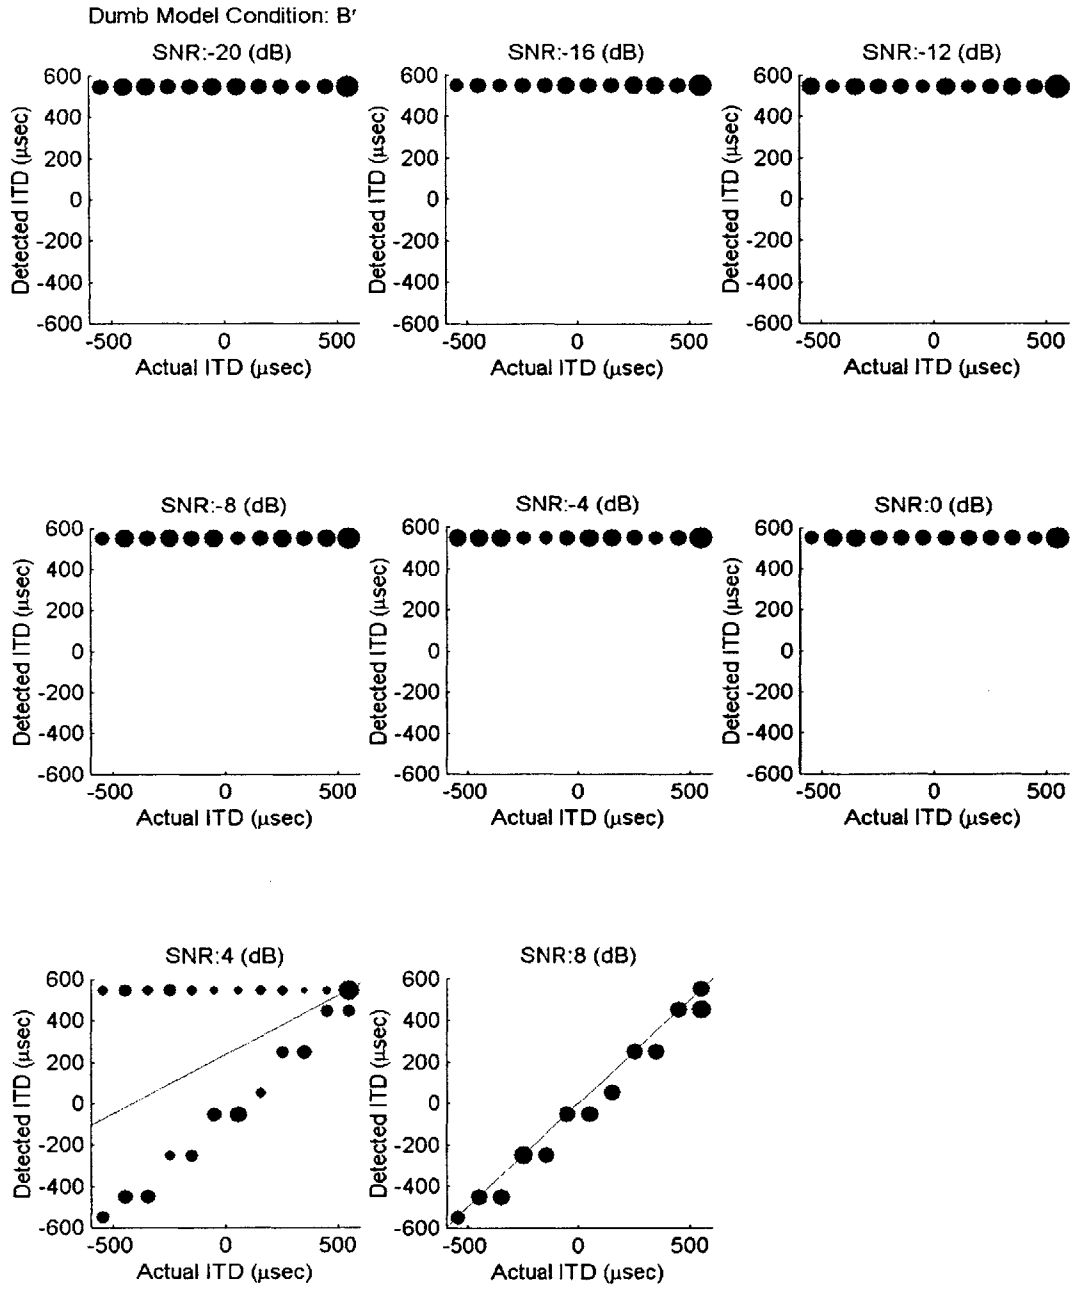 Dumb Model Condition: B'
SNR:-20 (dB)
600
400
200
0
-200
-400
-600
Detected ITD (μsec)
-500 0 500
Actual ITD (μsec)
SNR:-16 (dB)
600
400
200
0
-200
-400
-600
Detected ITD (μsec)
-500 0 500
Actual ITD (μsec)
SNR:-12 (dB)
600
400
200
0
-200
-400
-600
Detected ITD (μsec)
-500 0 500
Actual ITD (μsec)
SNR:-8 (dB)
600
400
200
0
-200
-400
-600
Detected ITD (μsec)
-500 0 500
Actual ITD (μsec)
SNR:-4 (dB)
600
400
200
0
-200
-400
-600
Detected ITD (μsec)
-500 0 500
Actual ITD (μsec)
SNR:0 (dB)
600
400
200
0
-200
-400
-600
Detected ITD (μsec)
-500 0 500
Actual ITD (μsec)
SNR:4 (dB)
600
400
200
0
-200
-400
-600
Detected ITD (μsec)
-500 0 500
Actual ITD (μsec)
SNR:8 (dB)
600
400
200
0
-200
-400
-600
Detected ITD (μsec)
-500 0 500
Actual ITD (μsec)